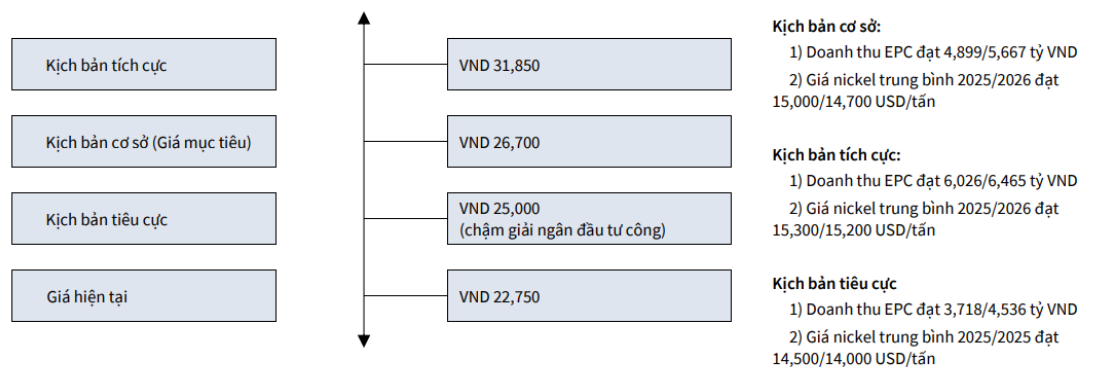 Kịch bản tích cực
VND 31,850
Kịch bản cơ sở (Giá mục tiêu)
VND 26,700
Kịch bản tiêu cực
VND 25,000
(chậm giải ngân đầu tư công)
Giá hiện tại
VND 22,750
Kịch bản cơ sở:
1) Doanh thu EPC đạt 4,899/5,667 tỷ VND
2) Giá nickel trung bình 2025/2026 đạt
15,000/14,700 USD/tấn
Kịch bản tích cực:
1) Doanh thu EPC đạt 6,026/6,465 tỷ VND
2) Giá nickel trung bình 2025/2026 đạt
15,300/15,200 USD/tấn
Kịch bản tiêu cực
1) Doanh thu EPC đạt 3,718/4,536 tỷ VND
2) Giá nickel trung bình 2025/2025 đạt
14,500/14,000 USD/tấn